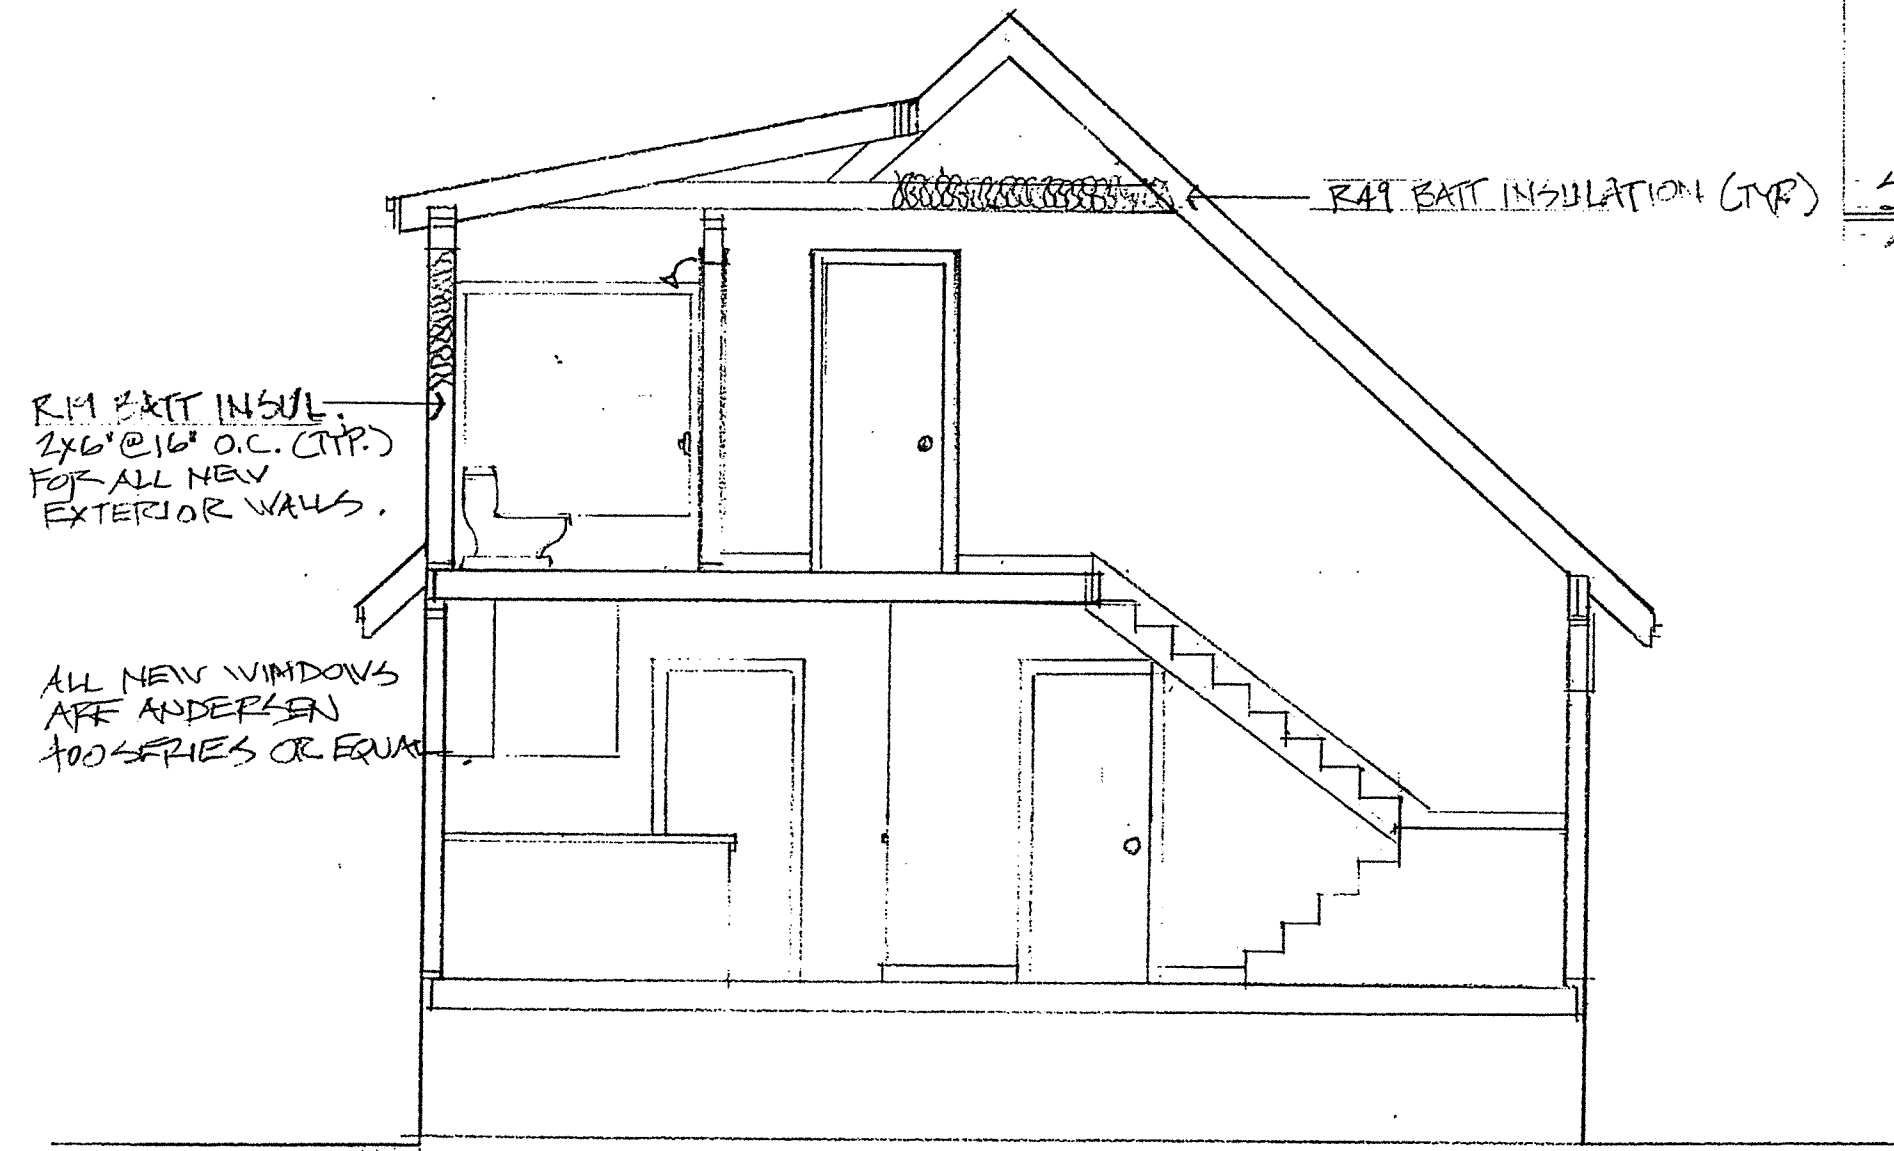 R49 BATT INSULATION (TYP.)
R19 BATT INSUL.
2x6" @ 16" O.C. (TYP.)
FOR ALL NEW
EXTERIOR WALLS.
ALL NEW WINDOWS
ARE ANDERSEN
400 SERIES OR EQUAL